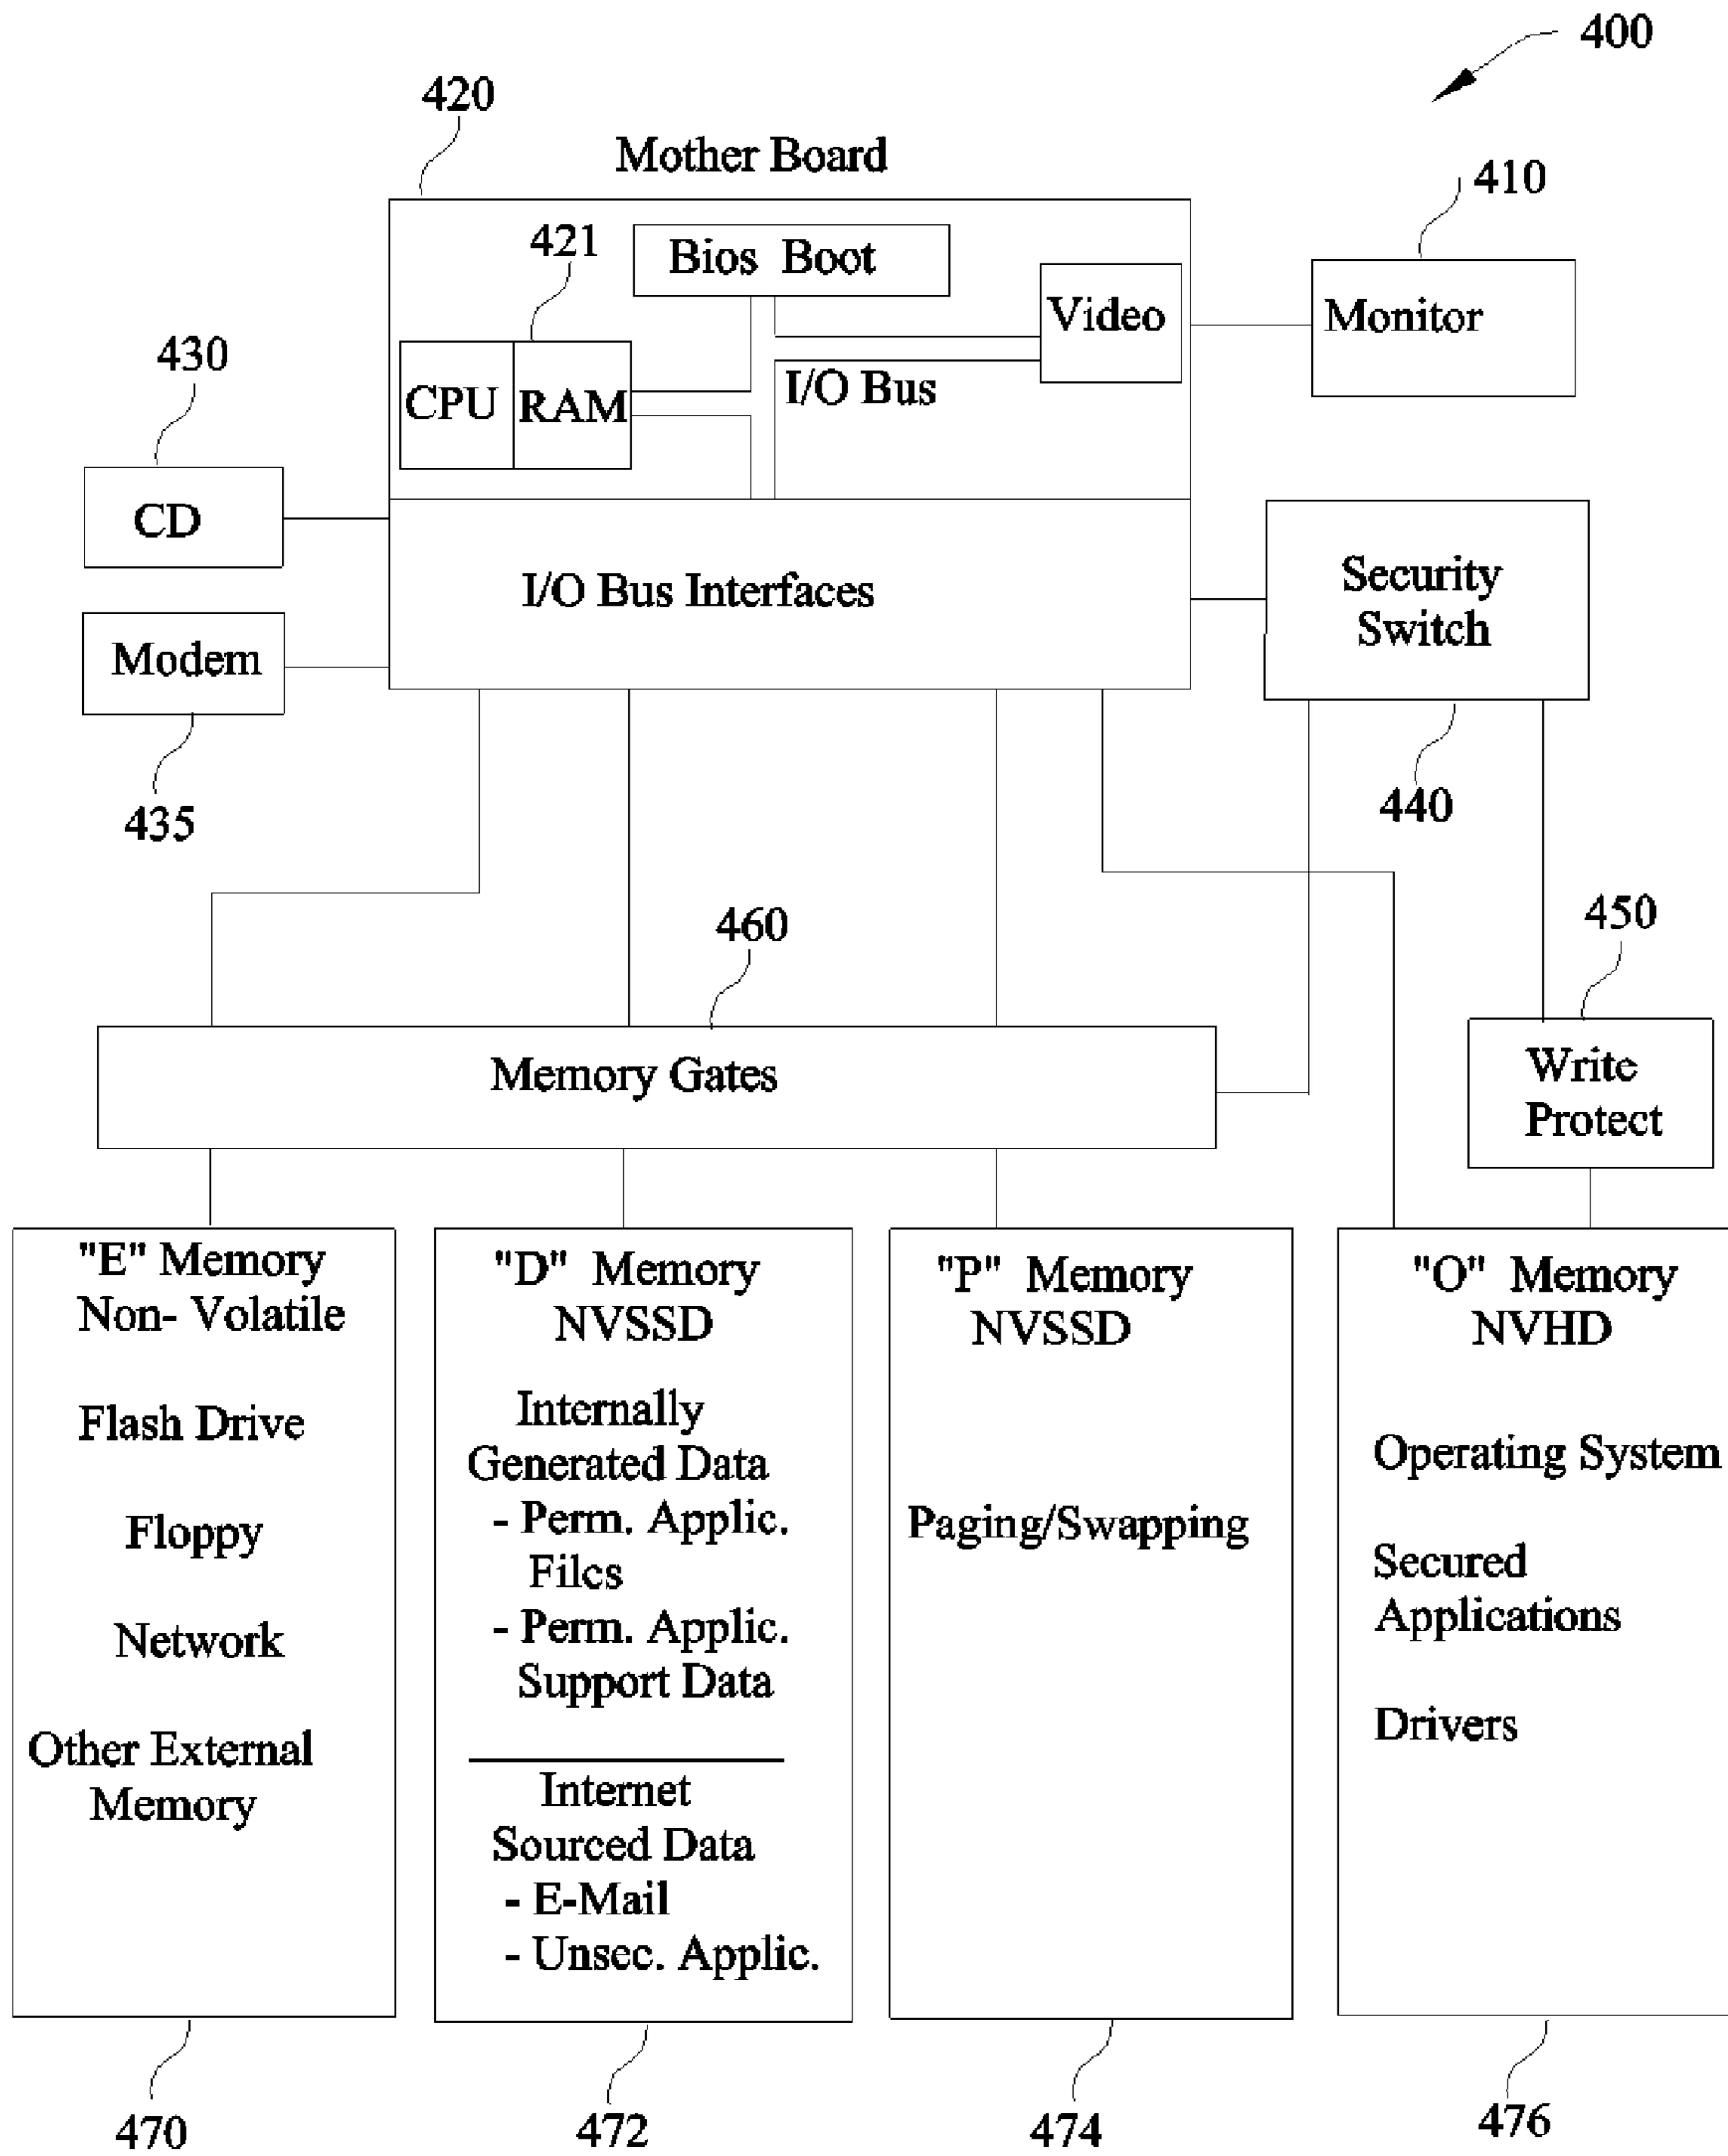 400
420
Mother Board
410
421
Bios Boot
Video
Monitor
430
CPU
RAM
I/O Bus
CD
I/O Bus Interfaces
Security
Switch
Modem
435
440
460
450
Memory Gates
Write
Protect
"E" Memory
Non- Volatile
Flash Drive
Floppy
Network
Other External
Memory
"D" Memory
NVSSD
Internally
Generated Data
- Perm. Applic.
Files
- Perm. Applic.
Support Data
Internet
Sourced Data
- E-Mail
- Unsec. Applic.
"P" Memory
NVSSD
Paging/Swapping
"O" Memory
NVHD
Operating System
Secured
Applications
Drivers
470
472
474
476